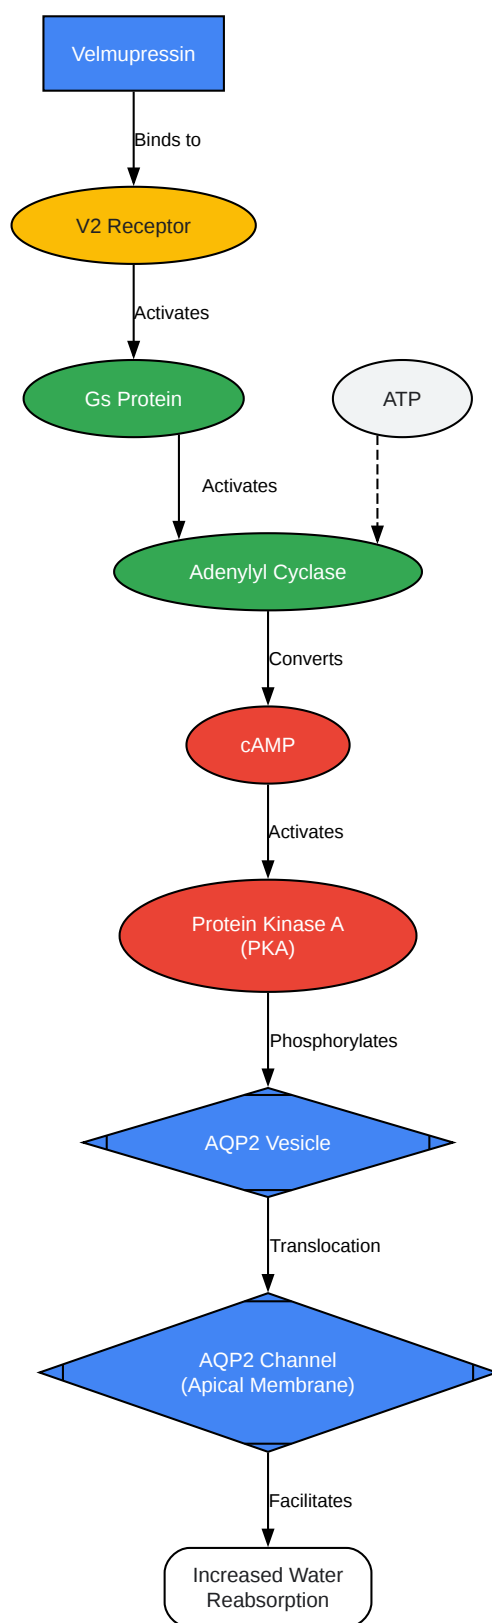 Velmupressin
Binds to
V2 Receptor
Activates
Gs Protein
ATP
Activates
Adenylyl Cyclase
Converts
cAMP
Activates
Protein Kinase A
(PKA)
Phosphorylates
AQP2 Vesicle
Translocation
AQP2 Channel
(Apical Membrane)
Facilitates
Increased Water
Reabsorption